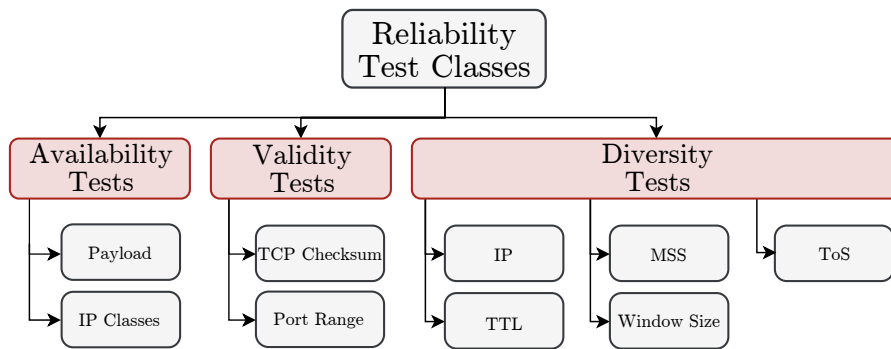 Reliability
Test Classes
Availability
Tests
Validity
Tests
Diversity
Tests
Payload
TCP Checksum
IP
MSS
ToS
IP Classes
Port Range
TTL
Window Size